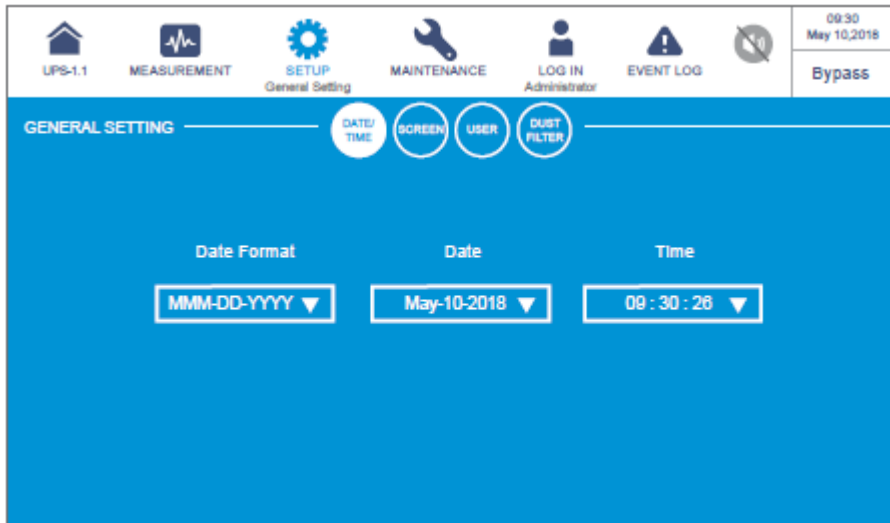 09:30
May 10,2018
UPS-1.1
MEASUREMENT
SETUP
General Setting
MAINTENANCE
LOG IN
Administrator
EVENT LOG
Bypass
GENERAL SETTING
DATE/
TIME
SCREEN
USER
DUST
FILTER
Date Format
Date
Time
MMM-DD-YYYY
May-10-2018
09 : 30 : 26